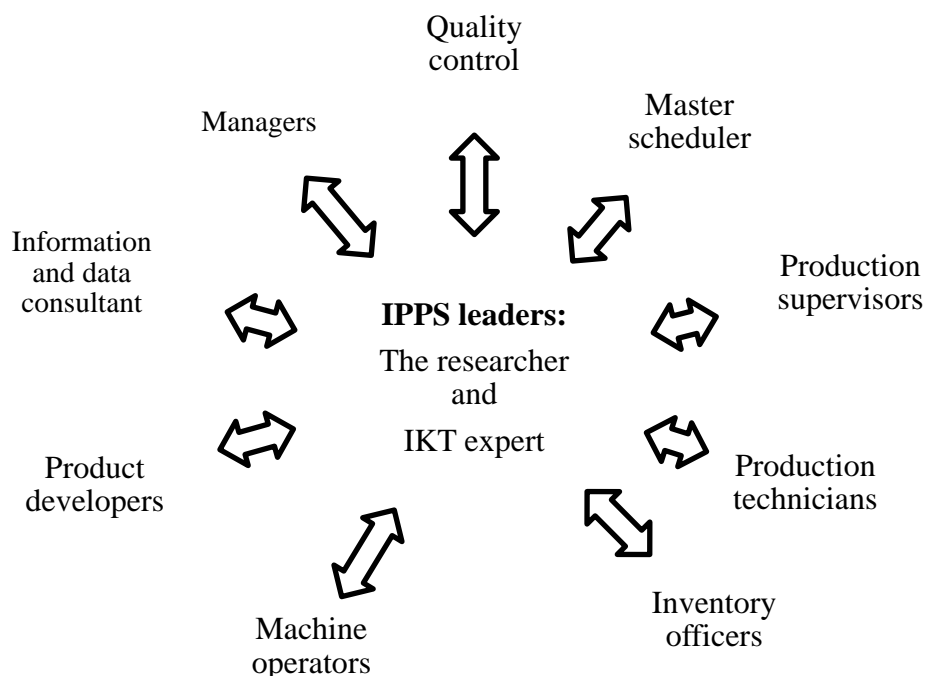 Quality
control
Managers
Master
scheduler
Information
and data
consultant
Production
supervisors
IPPS leaders:
The researcher
and
IKT expert
Product
developers
Production
technicians
Machine
operators
Inventory
officers